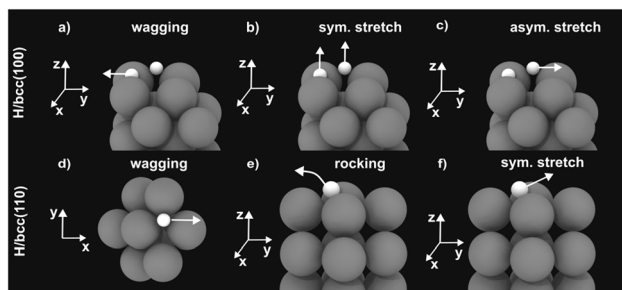 a) wagging b) sym. stretch c) asym. stretch
H/bcc(100)
z y x z y x z y x
d) wagging e) rocking f) sym. stretch
H/bcc(110)
y x z y x z y x